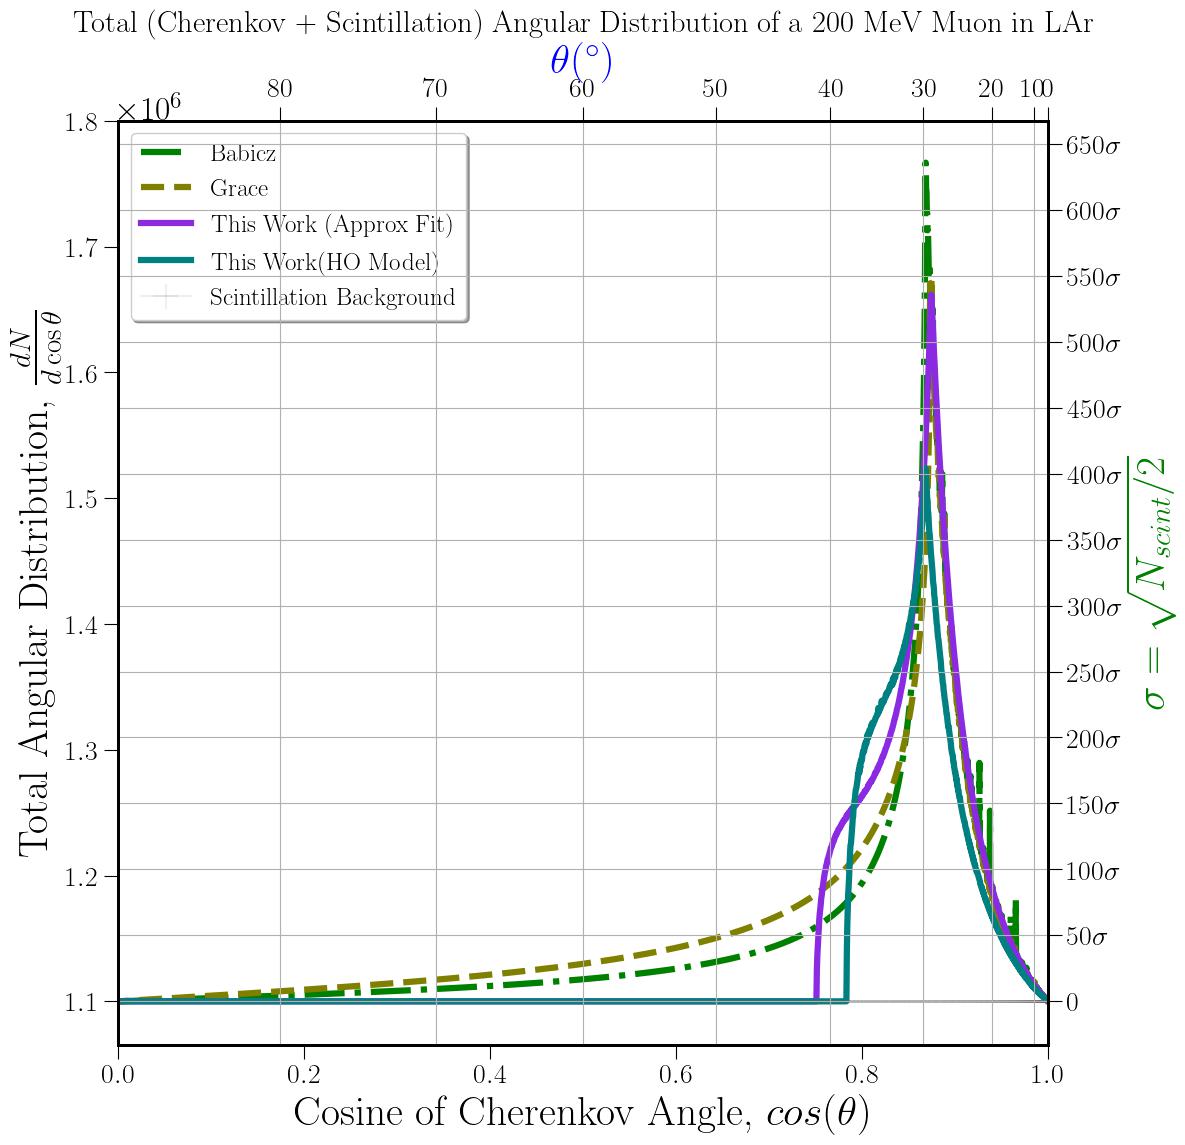 Total (Cherenkov + Scintillation) Angular Distribution of a 200 MeV Muon in LAr
θ(°)
80 70 60 50 40 30 20 10 0
×10⁶
1.8
1.7
1.6
1.5
1.4
1.3
1.2
1.1
Total Angular Distribution, dN/d cos θ
Babicz
Grace
This Work (Approx Fit)
This Work(HO Model)
Scintillation Background
650σ
600σ
550σ
500σ
450σ
400σ
350σ
300σ
250σ
200σ
150σ
100σ
50σ
0
σ = √N_scint/2
0.0 0.2 0.4 0.6 0.8 1.0
Cosine of Cherenkov Angle, cos(θ)